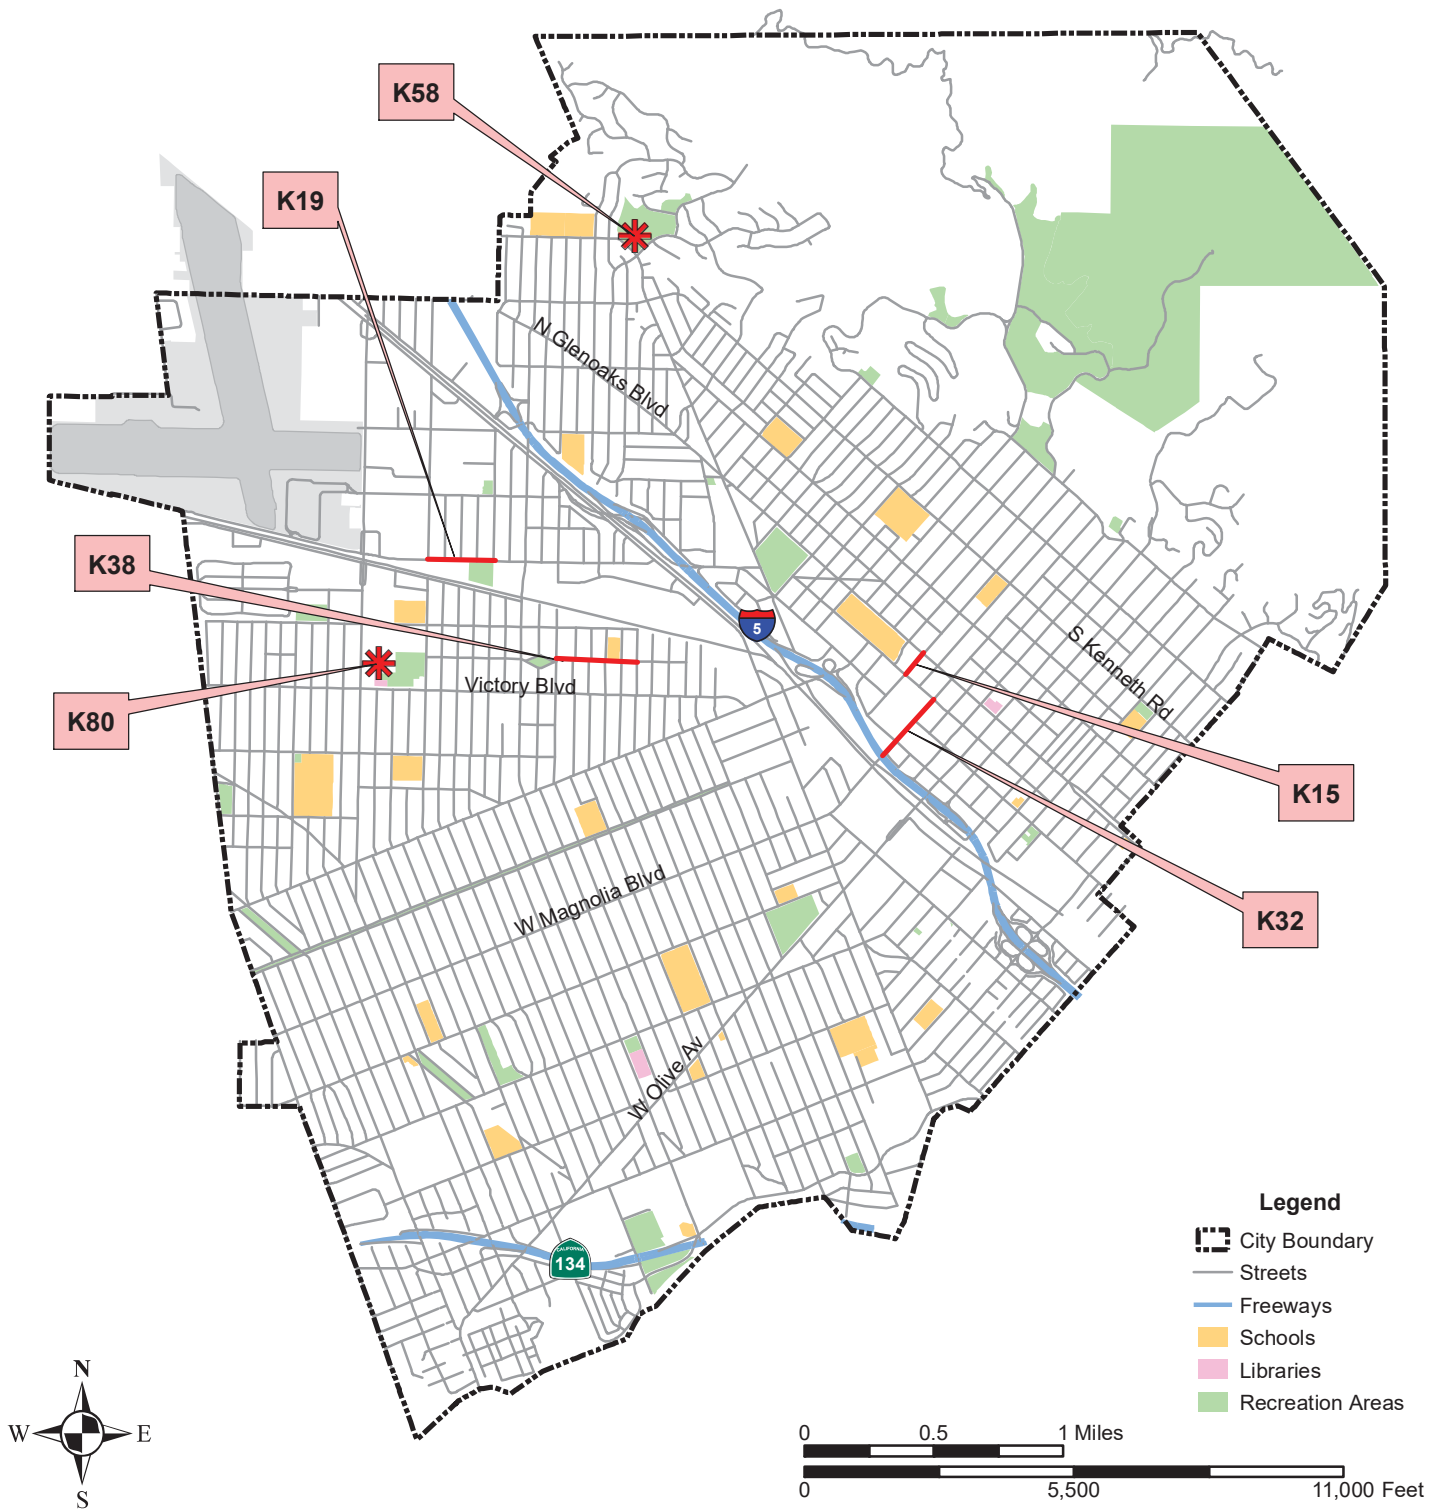 K58
K19
N Glenoaks Blvd
K38
5
S Kenneth Rd
Victory Blvd
K80
K15
W Magnolia Blvd
K32
W Olive Av
CALIFORNIA
134
Legend
City Boundary
Streets
Freeways
Schools
Libraries
Recreation Areas
N
W E
S
0 0.5 1 Miles
0 5,500 11,000 Feet